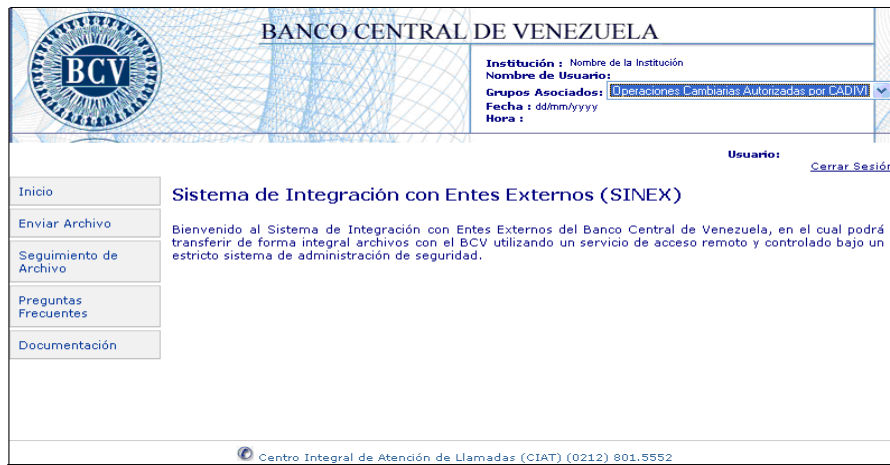 BCV
BANCO CENTRAL DE VENEZUELA
Institución : Nombre de la Institución
Nombre de Usuario:
Grupos Asociados: Operaciones Cambiarias Autorizadas por CADIVI
Fecha : dd/mm/yyyy
Hora :
Usuario:
Cerrar Sesión
Inicio
Enviar Archivo
Seguimiento de
Archivo
Preguntas
Frecuentes
Documentación
Sistema de Integración con Entes Externos (SINEX)
Bienvenido al Sistema de Integración con Entes Externos del Banco Central de Venezuela, en el cual podrá
transferir de forma integral archivos con el BCV utilizando un servicio de acceso remoto y controlado bajo un
estricto sistema de administración de seguridad.
Centro Integral de Atención de Llamadas (CIAT) (0212) 801.5552